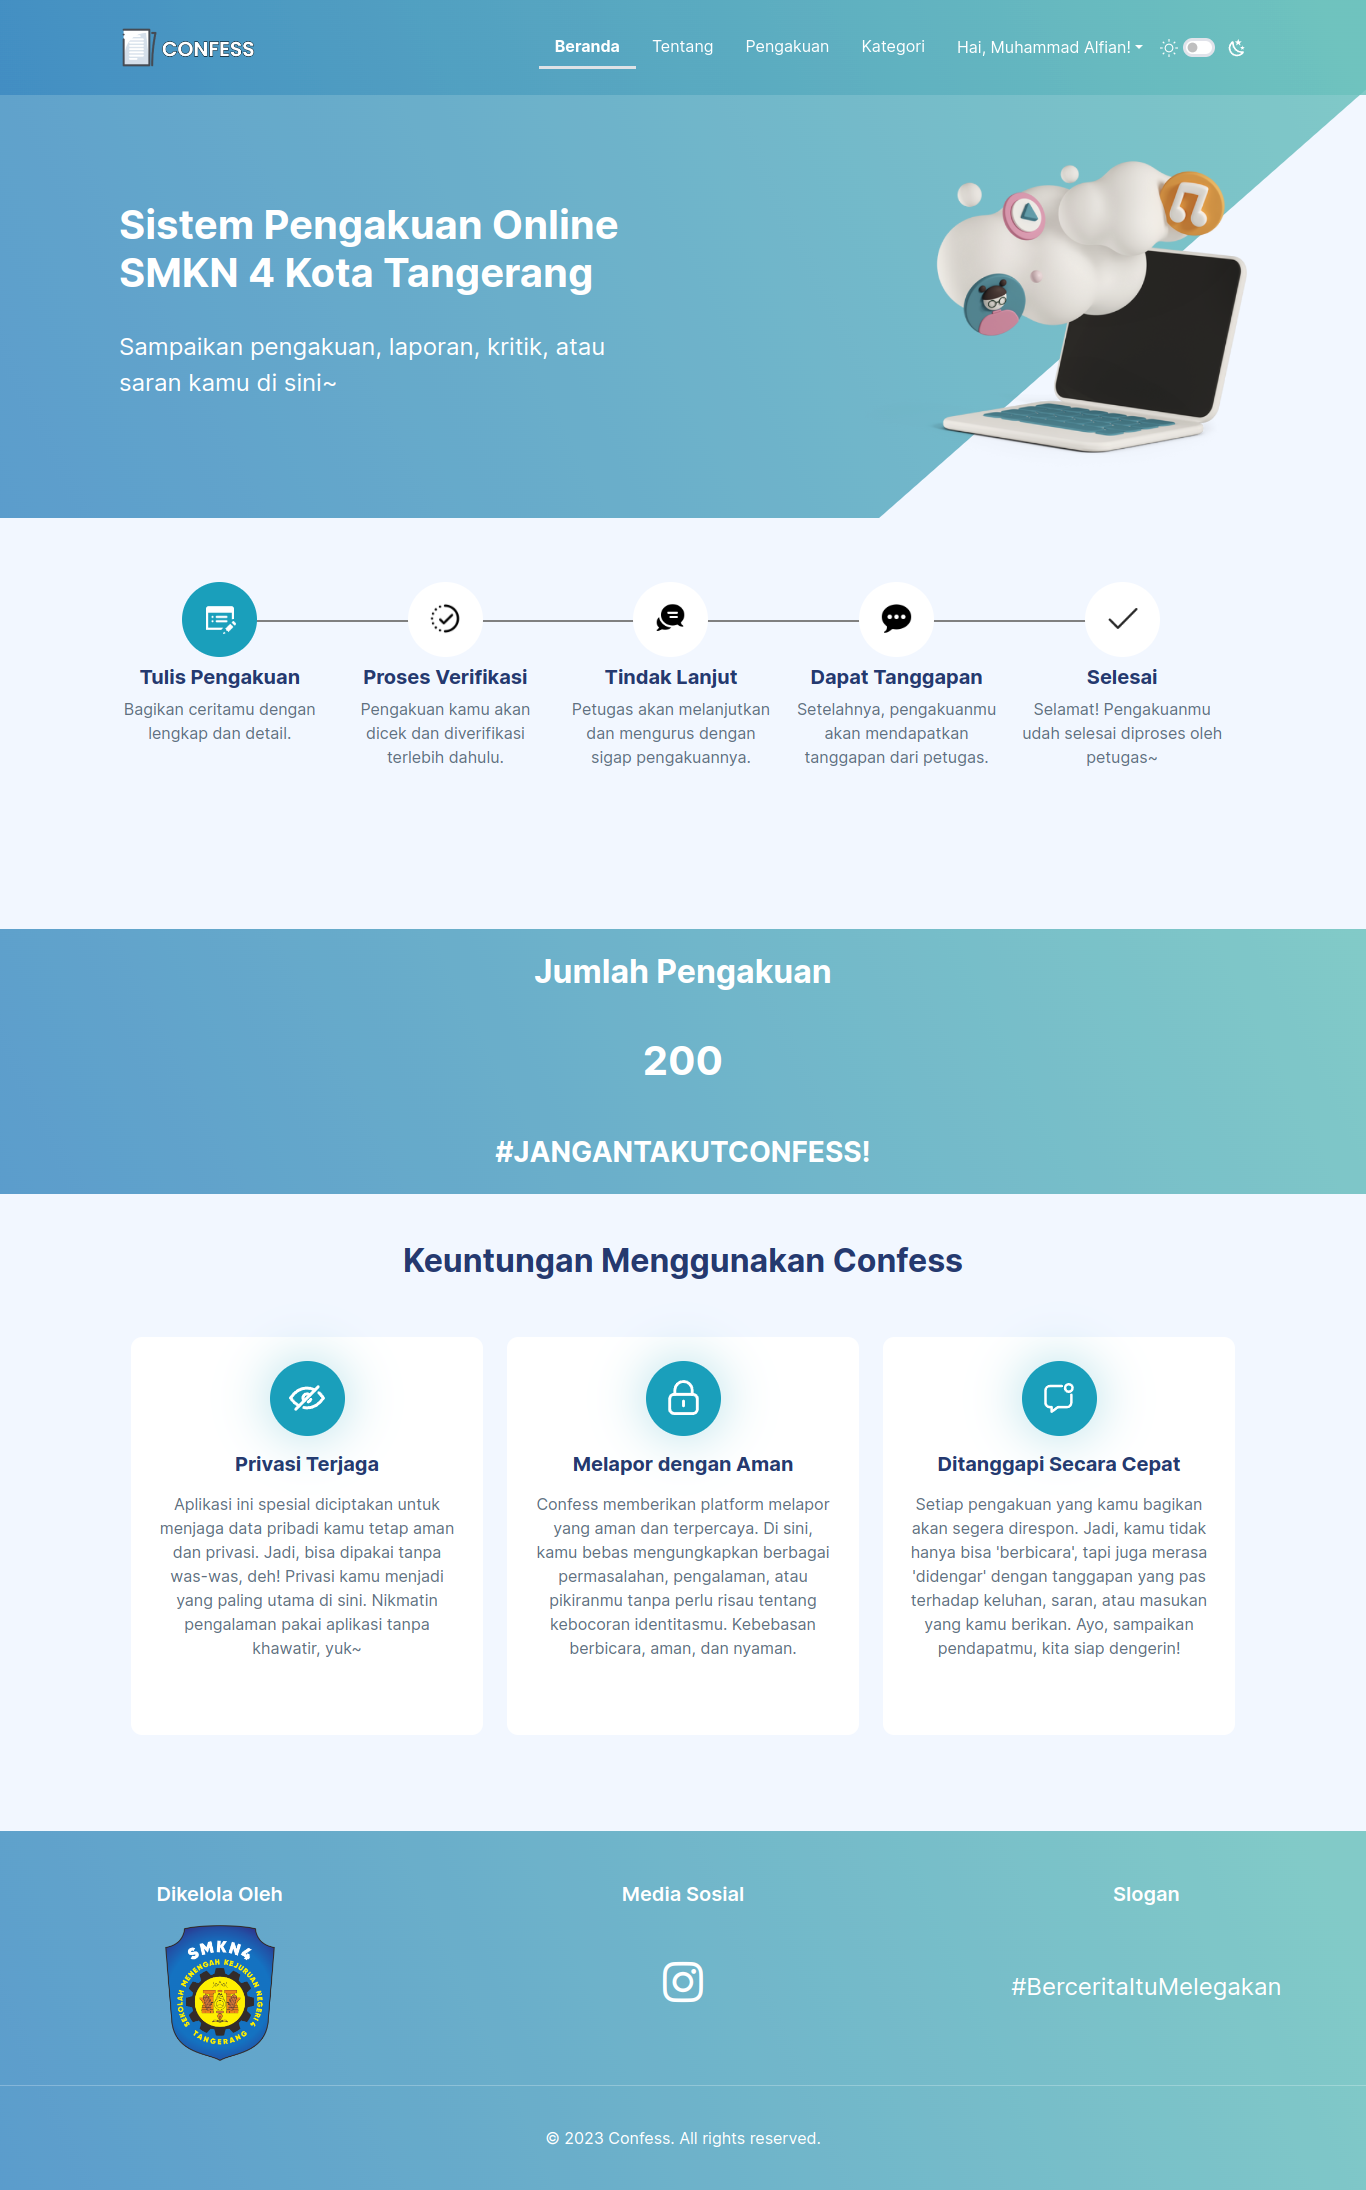 CONFESS
Beranda
Tentang
Pengakuan
Kategori
Hai, Muhammad Alfian!
Sistem Pengakuan Online
SMKN 4 Kota Tangerang
Sampaikan pengakuan, laporan, kritik, atau
saran kamu di sini~
Tulis Pengakuan
Bagikan ceritamu dengan
lengkap dan detail.
Proses Verifikasi
Pengakuan kamu akan
dicek dan diverifikasi
terlebih dahulu.
Tindak Lanjut
Petugas akan melanjutkan
dan mengurus dengan
sigap pengakuannya.
Dapat Tanggapan
Setelahnya, pengakuanmu
akan mendapatkan
tanggapan dari petugas.
Selesai
Selamat! Pengakuanmu
udah selesai diproses oleh
petugas~
Jumlah Pengakuan
200
#JANGANTAKUTCONFESS!
Keuntungan Menggunakan Confess
Privasi Terjaga
Aplikasi ini spesial diciptakan untuk
menjaga data pribadi kamu tetap aman
dan privasi. Jadi, bisa dipakai tanpa
was-was, deh! Privasi kamu menjadi
yang paling utama di sini. Nikmatin
pengalaman pakai aplikasi tanpa
khawatir, yuk~
Melapor dengan Aman
Confess memberikan platform melapor
yang aman dan terpercaya. Di sini,
kamu bebas mengungkapkan berbagai
permasalahan, pengalaman, atau
pikiranmu tanpa perlu risau tentang
kebocoran identitasmu. Kebebasan
berbicara, aman, dan nyaman.
Ditanggapi Secara Cepat
Setiap pengakuan yang kamu bagikan
akan segera direspon. Jadi, kamu tidak
hanya bisa 'berbicara', tapi juga merasa
'didengar' dengan tanggapan yang pas
terhadap keluhan, saran, atau masukan
yang kamu berikan. Ayo, sampaikan
pendapatmu, kita siap dengerin!
Dikelola Oleh
SMKN4
SEKOLAH MENENGAH KEJURUAN NEGERI 4
TANGERANG
Media Sosial
Slogan
#BerceritaItuMelegakan
© 2023 Confess. All rights reserved.